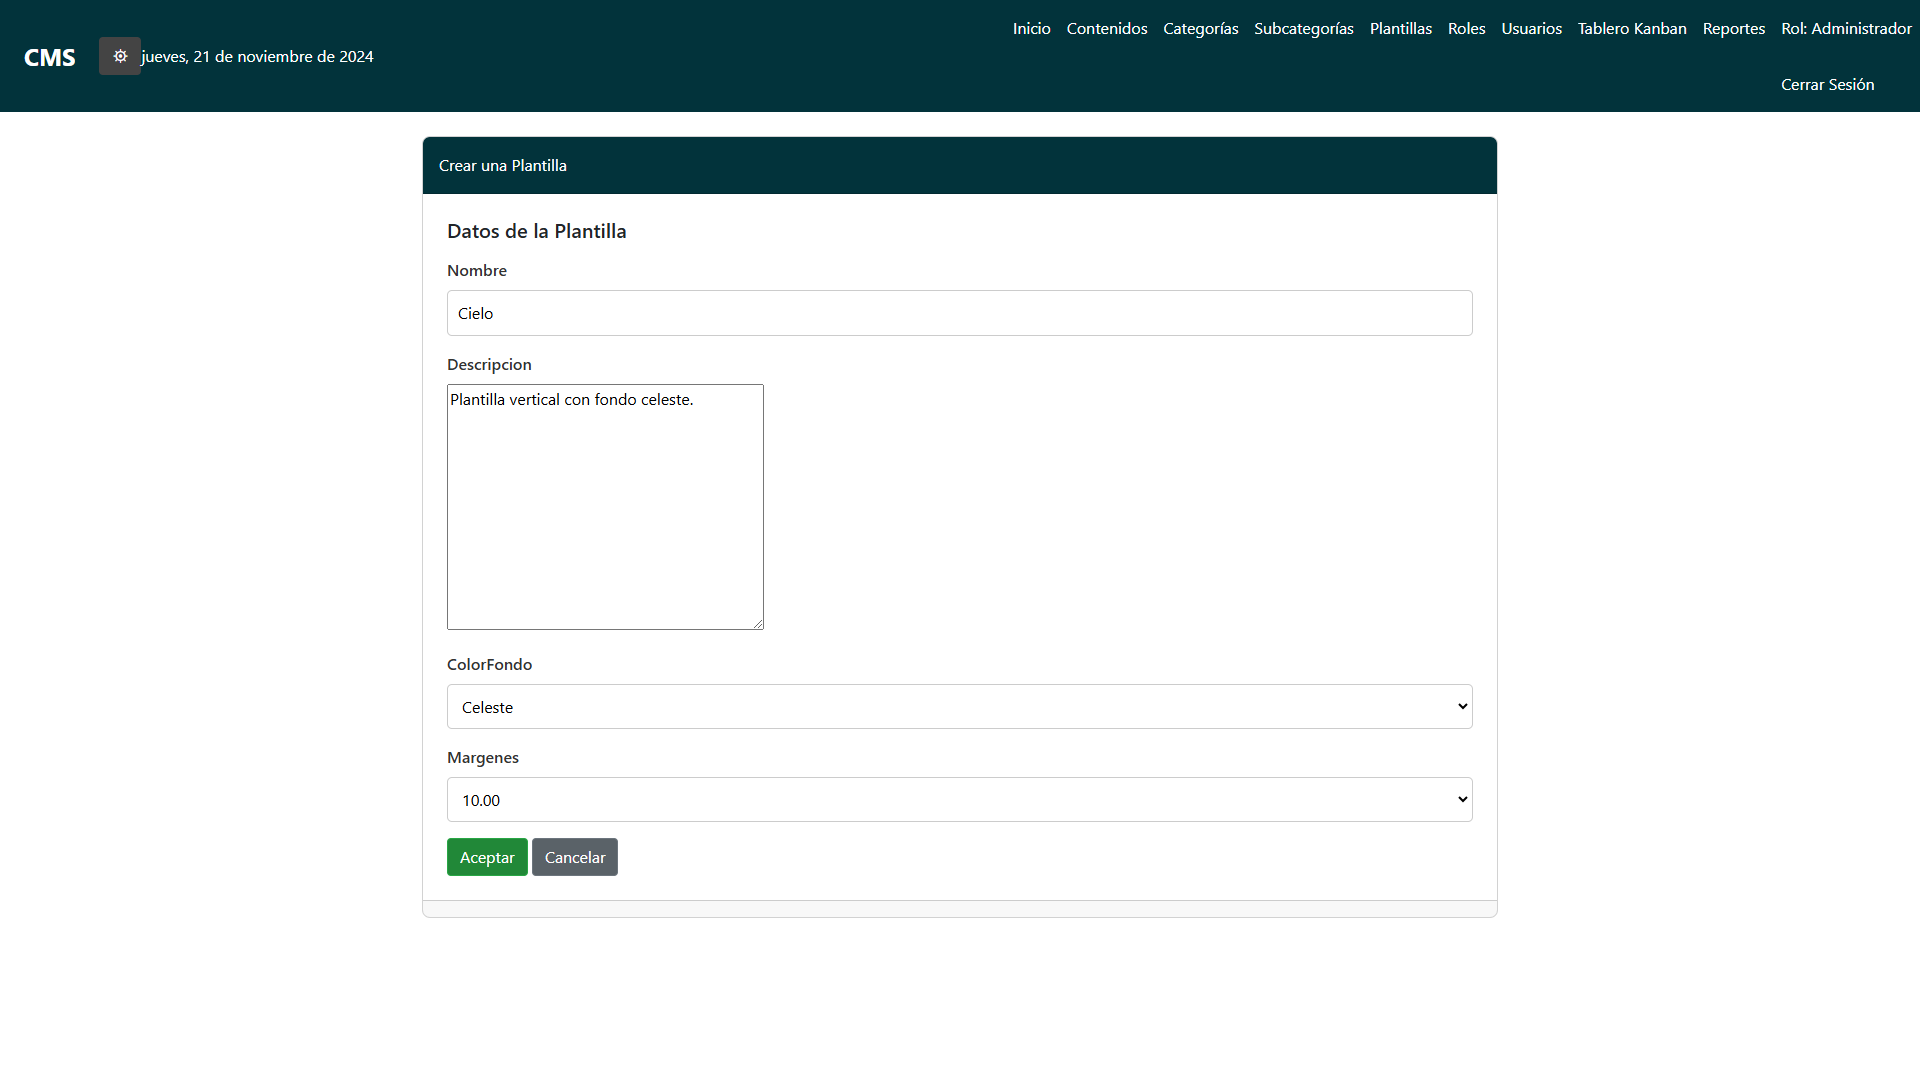 CMS
jueves, 21 de noviembre de 2024
Inicio Contenidos Categorías Subcategorías Plantillas Roles Usuarios Tablero Kanban Reportes Rol: Administrador
Cerrar Sesión
Crear una Plantilla
Datos de la Plantilla
Nombre
Cielo
Descripcion
Plantilla vertical con fondo celeste.
ColorFondo
Celeste
Margenes
10.00
Aceptar Cancelar